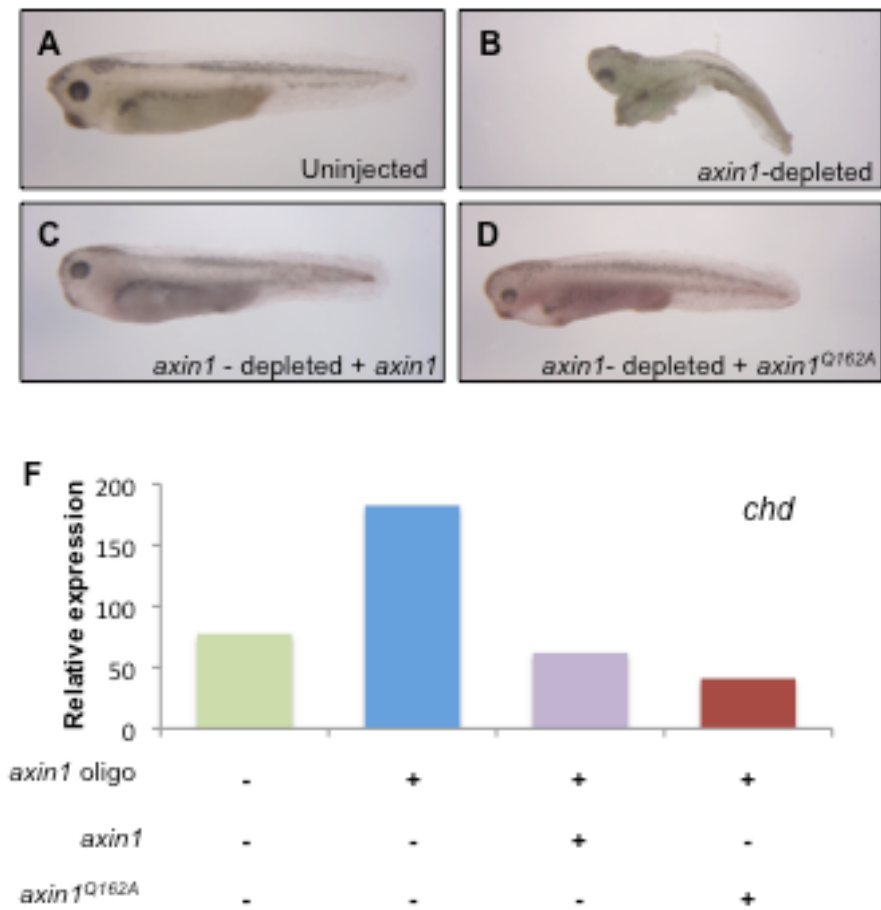 A
Uninjected
B
axin1-depleted
C
axin1 - depleted + axin1
D
axin1- depleted + axin1Q162A
F
chd
Relative expression
200
150
100
50
0
axin1 oligo - + + +
axin1 - - + -
axin1Q162A - - - +